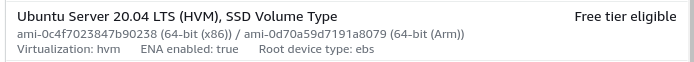 Ubuntu Server 20.04 LTS (HVM), SSD Volume Type Free tier eligible
ami-0c4f7023847b90238 (64-bit (x86)) / ami-0d70a59d7191a8079 (64-bit (Arm))
Virtualization: hvm ENA enabled: true Root device type: ebs